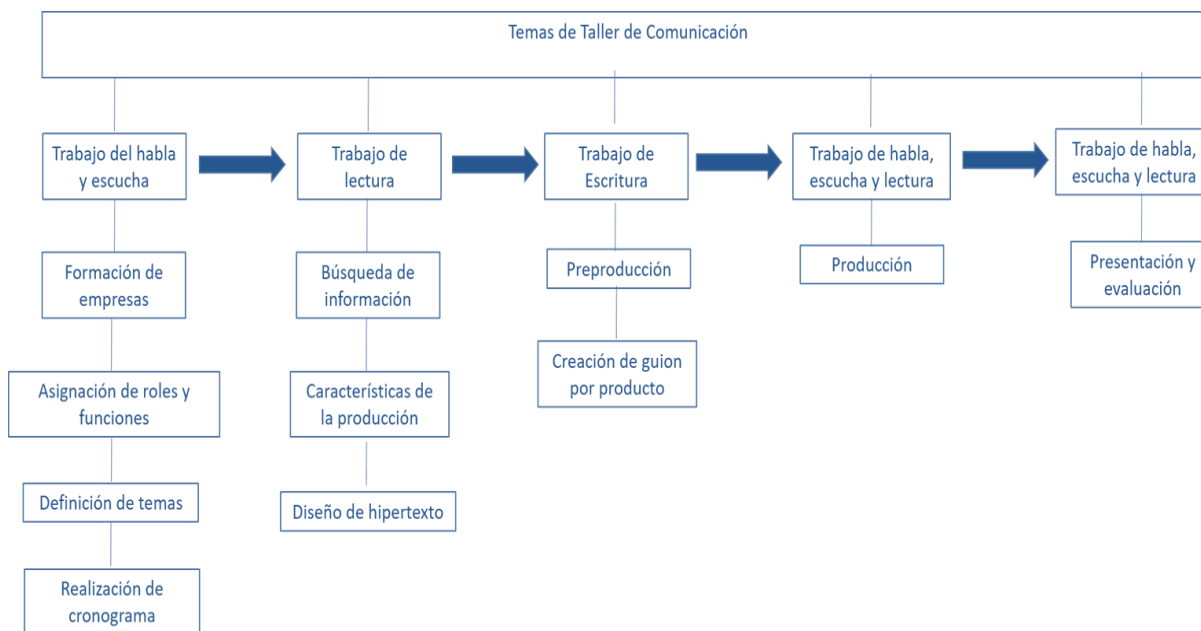 Temas de Taller de Comunicación
Trabajo del habla
y escucha
Trabajo de
lectura
Trabajo de
Escritura
Trabajo de habla,
escucha y lectura
Trabajo de habla,
escucha y lectura
Formación de
empresas
Búsqueda de
información
Preproducción
Producción
Presentación y
evaluación
Asignación de roles y
funciones
Características de
la producción
Creación de guion
por producto
Definición de temas
Diseño de hipertexto
Realización de
cronograma